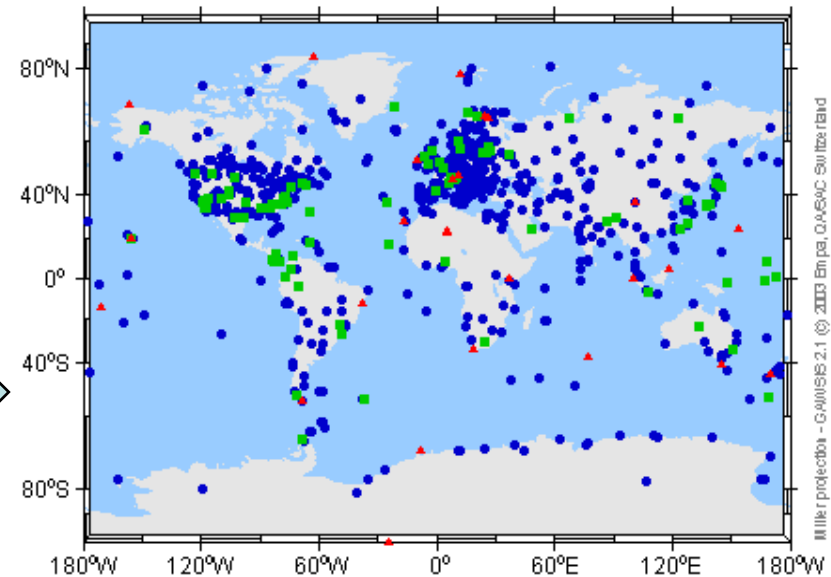 80°N
40°N
0°
40°S
80°S
180°W
120°W
60°W
0°
60°E
120°E
180°W
Miller projection - GAWSIS 2.1 (C) 2003 Empa, QA/SAC Switzerland